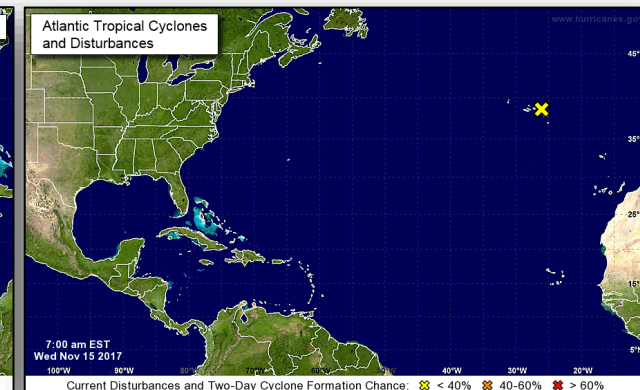 Atlantic Tropical Cyclones
and Disturbances
www.hurricanes.go
45°
35°
25°
15°
5°
7:00 am EST
Wed Nov 15 2017
100°W
90°W
80°W
70°W
60°W
40°W
30°W
20°W
Current Disturbances and Two-Day Cyclone Formation Chance: < 40% 40-60% > 60%